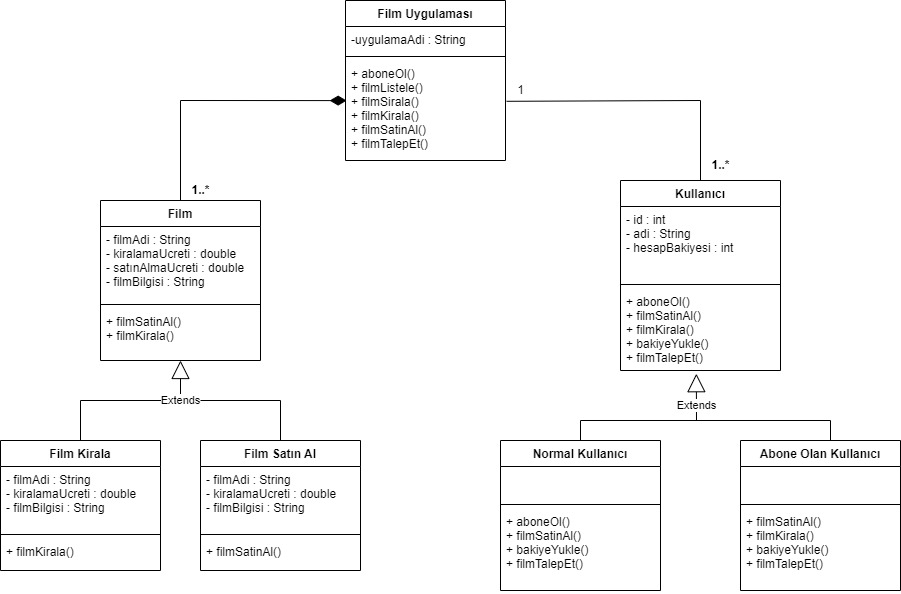 Film Uygulaması
-uygulamaAdi : String
+ aboneOl()
+ filmListele()
+ filmSirala()
+ filmKirala()
+ filmSatinAl()
+ filmTalepEt()
1
1..*
1..*
Film
- filmAdi : String
- kiralamaUcreti : double
- satınAlmaUcreti : double
- filmBilgisi : String
+ filmSatinAl()
+ filmKirala()
Kullanıcı
- id : int
- adi : String
- hesapBakiyesi : int
+ aboneOl()
+ filmSatinAl()
+ filmKirala()
+ bakiyeYukle()
+ filmTalepEt()
Extends
Extends
Film Kirala
- filmAdi : String
- kiralamaUcreti : double
- filmBilgisi : String
+ filmKirala()
Film Satın Al
- filmAdi : String
- kiralamaUcreti : double
- filmBilgisi : String
+ filmSatinAl()
Normal Kullanıcı
+ aboneOl()
+ filmSatinAl()
+ bakiyeYukle()
+ filmTalepEt()
Abone Olan Kullanıcı
+ filmSatinAl()
+ filmKirala()
+ bakiyeYukle()
+ filmTalepEt()